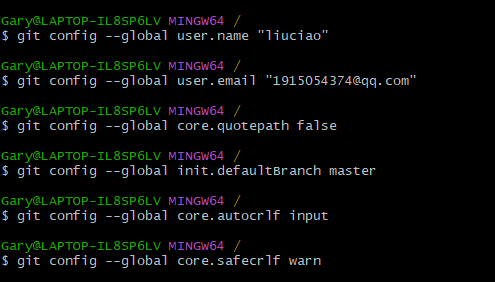 Gary@LAPTOP-IL8SP6LV MINGW64 /
$ git config --global user.name "liuciao"
Gary@LAPTOP-IL8SP6LV MINGW64 /
$ git config --global user.email "1915054374@qq.com"
Gary@LAPTOP-IL8SP6LV MINGW64 /
$ git config --global core.quotepath false
Gary@LAPTOP-IL8SP6LV MINGW64 /
$ git config --global init.defaultBranch master
Gary@LAPTOP-IL8SP6LV MINGW64 /
$ git config --global core.autocrlf input
Gary@LAPTOP-IL8SP6LV MINGW64 /
$ git config --global core.safecrlf warn